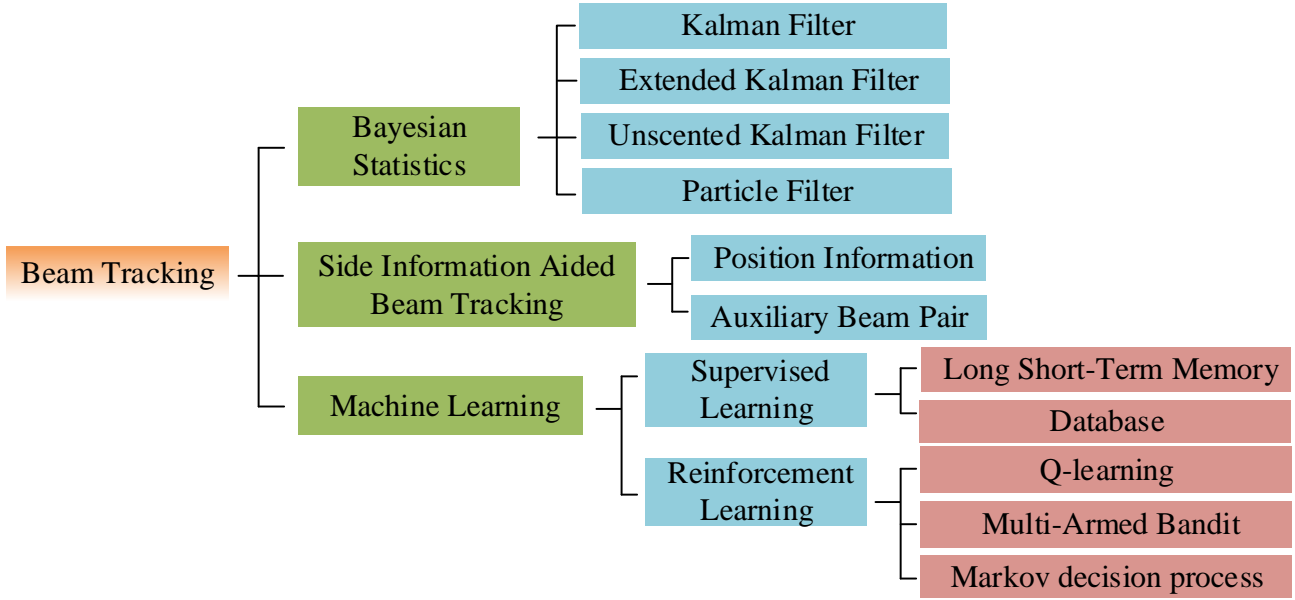 Beam Tracking
Bayesian
Statistics
Kalman Filter
Extended Kalman Filter
Unscented Kalman Filter
Particle Filter
Side Information Aided
Beam Tracking
Position Information
Auxiliary Beam Pair
Machine Learning
Supervised
Learning
Long Short-Term Memory
Database
Reinforcement
Learning
Q-learning
Multi-Armed Bandit
Markov decision process